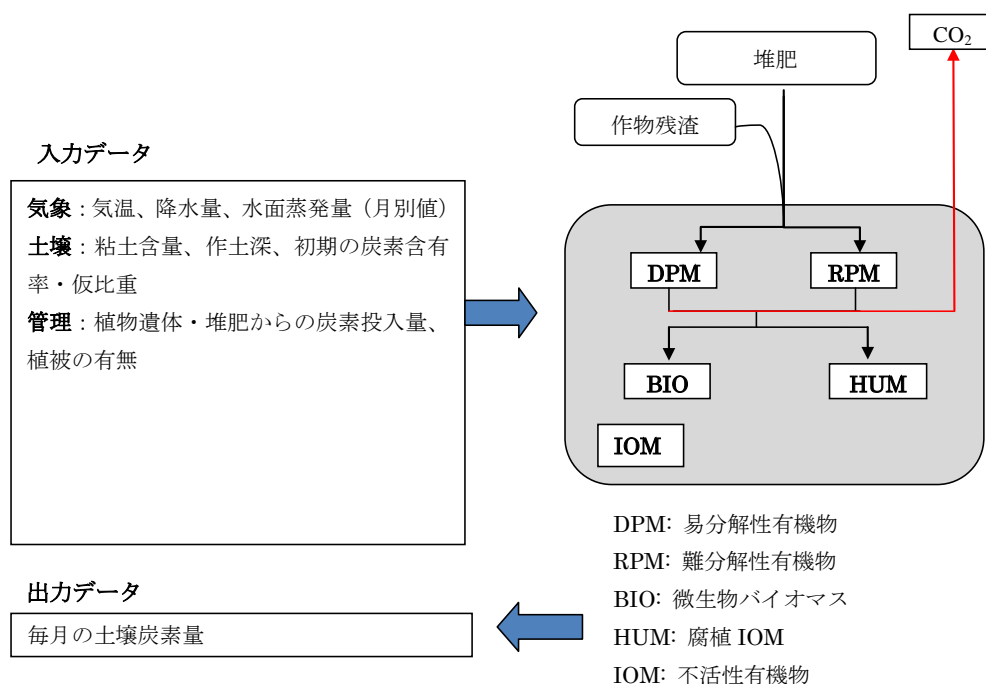 CO₂
堆肥
作物残渣
入力データ
気象：気温、降水量、水面蒸発量（月別値）
土壌：粘土含量、作土深、初期の炭素含有
率・仮比重
管理：植物遺体・堆肥からの炭素投入量、
植被の有無
DPM
RPM
BIO
HUM
IOM
DPM: 易分解性有機物
RPM: 難分解性有機物
BIO: 微生物バイオマス
HUM: 腐植 IOM
IOM: 不活性有機物
出力データ
毎月の土壌炭素量